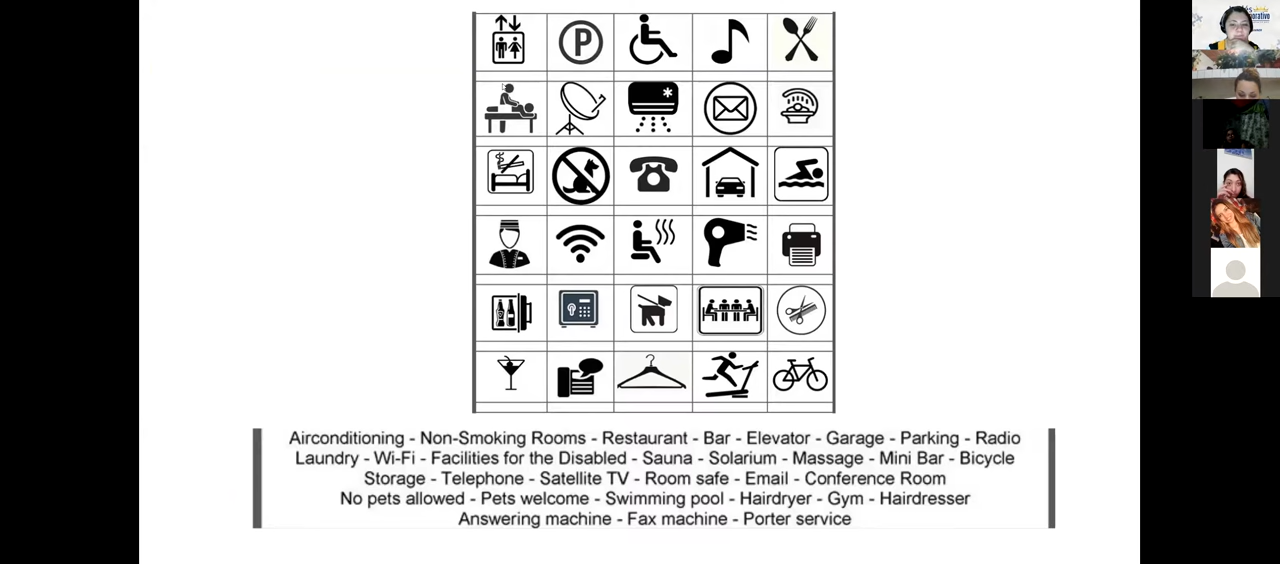 P
Airconditioning - Non-Smoking Rooms - Restaurant - Bar - Elevator - Garage - Parking - Radio
Laundry - Wi-Fi - Facilities for the Disabled - Sauna - Solarium - Massage - Mini Bar - Bicycle
Storage - Telephone - Satellite TV - Room safe - Email - Conference Room
No pets allowed - Pets welcome - Swimming pool - Hairdryer - Gym - Hairdresser
Answering machine - Fax machine - Porter service